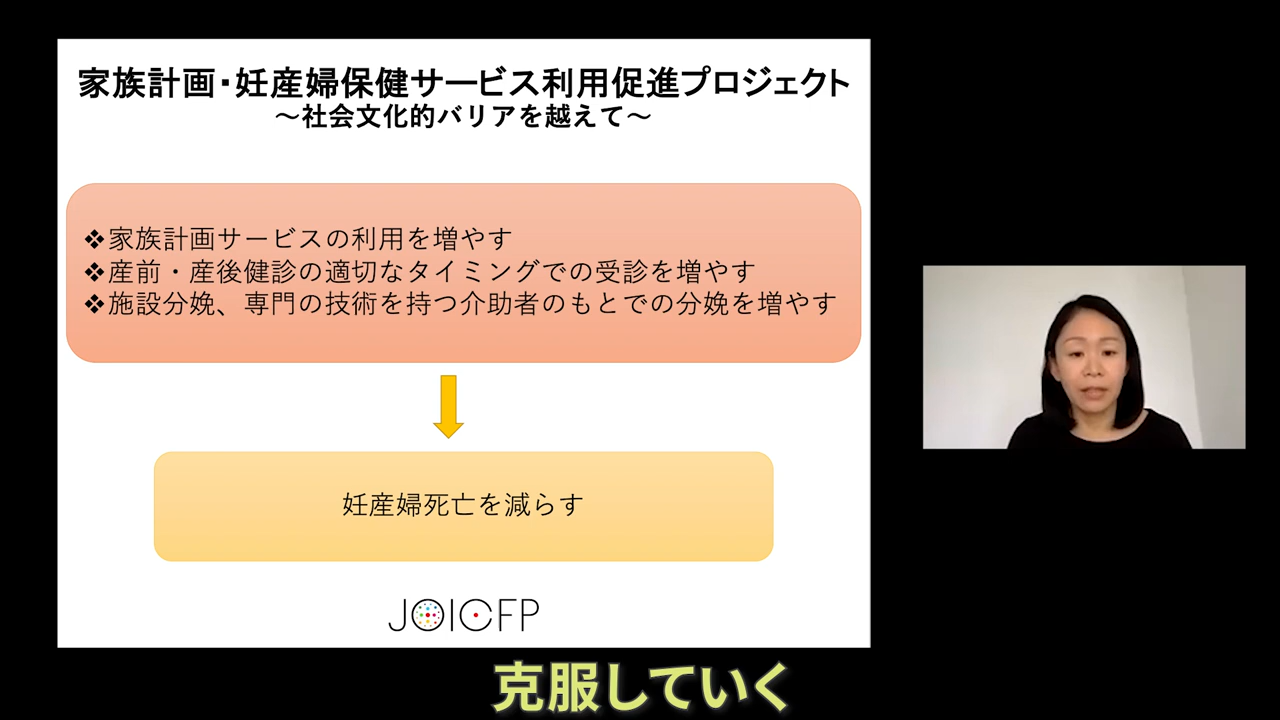 家族計画・妊産婦保健サービス利用促進プロジェクト
～社会文化的バリアを越えて～
❖家族計画サービスの利用を増やす
❖産前・産後健診の適切なタイミングでの受診を増やす
❖施設分娩、専門の技術を持つ介助者のもとでの分娩を増やす
妊産婦死亡を減らす
JOICFP
克服していく